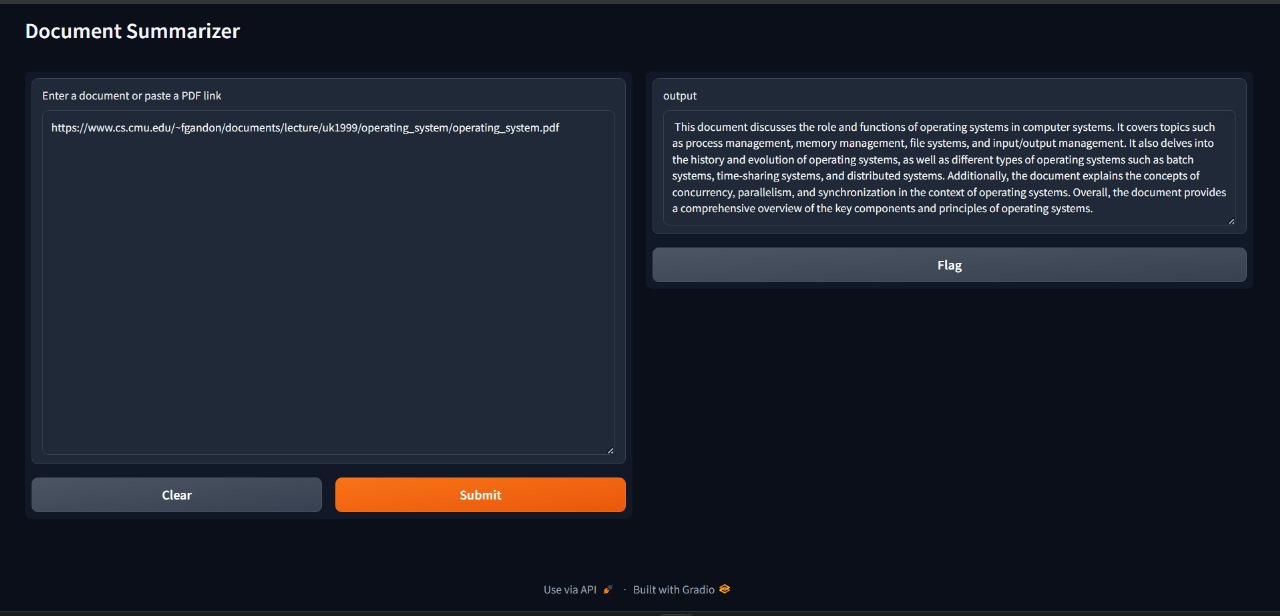 Document Summarizer
Enter a document or paste a PDF link
https://www.cs.cmu.edu/~fgandon/documents/lecture/uk1999/operating_system/operating_system.pdf
Clear
Submit
output
This document discusses the role and functions of operating systems in computer systems. It covers topics such
as process management, memory management, file systems, and input/output management. It also delves into
the history and evolution of operating systems, as well as different types of operating systems such as batch
systems, time-sharing systems, and distributed systems. Additionally, the document explains the concepts of
concurrency, parallelism, and synchronization in the context of operating systems. Overall, the document provides
a comprehensive overview of the key components and principles of operating systems.
Flag
Use via API · Built with Gradio